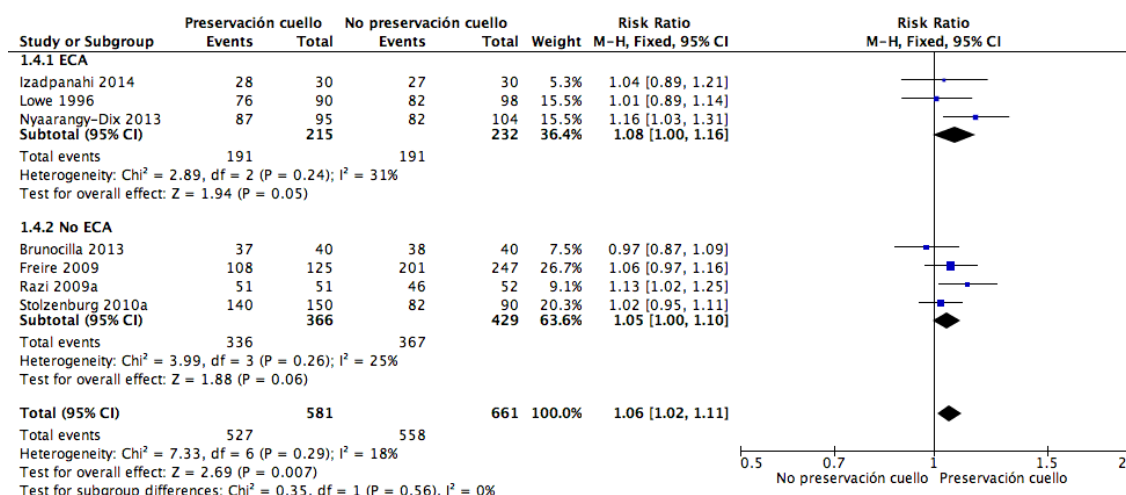 Preservación cuello No preservación cuello Risk Ratio Risk Ratio
Study or Subgroup Events Total Events Total Weight M-H, Fixed, 95% CI M-H, Fixed, 95% CI
1.4.1 ECA
Izadpanahi 2014 28 30 27 30 5.3% 1.04 [0.89, 1.21]
Lowe 1996 76 90 82 98 15.5% 1.01 [0.89, 1.14]
Nyaarangy-Dix 2013 87 95 82 104 15.5% 1.16 [1.03, 1.31]
Subtotal (95% CI) 215 232 36.4% 1.08 [1.00, 1.16]
Total events 191 191
Heterogeneity: Chi² = 2.89, df = 2 (P = 0.24); I² = 31%
Test for overall effect: Z = 1.94 (P = 0.05)
1.4.2 No ECA
Brunocilla 2013 37 40 38 40 7.5% 0.97 [0.87, 1.09]
Freire 2009 108 125 201 247 26.7% 1.06 [0.97, 1.16]
Razi 2009a 51 51 46 52 9.1% 1.13 [1.02, 1.25]
Stolzenburg 2010a 140 150 82 90 20.3% 1.02 [0.95, 1.11]
Subtotal (95% CI) 366 429 63.6% 1.05 [1.00, 1.10]
Total events 336 367
Heterogeneity: Chi² = 3.99, df = 3 (P = 0.26); I² = 25%
Test for overall effect: Z = 1.88 (P = 0.06)
Total (95% CI) 581 661 100.0% 1.06 [1.02, 1.11]
Total events 527 558
Heterogeneity: Chi² = 7.33, df = 6 (P = 0.29); I² = 18%
Test for overall effect: Z = 2.69 (P = 0.007)
Test for subgroup differences: Chi² = 0.35, df = 1 (P = 0.56), I² = 0%
0.5 0.7 1 1.5 2
No preservación cuello Preservación cuello